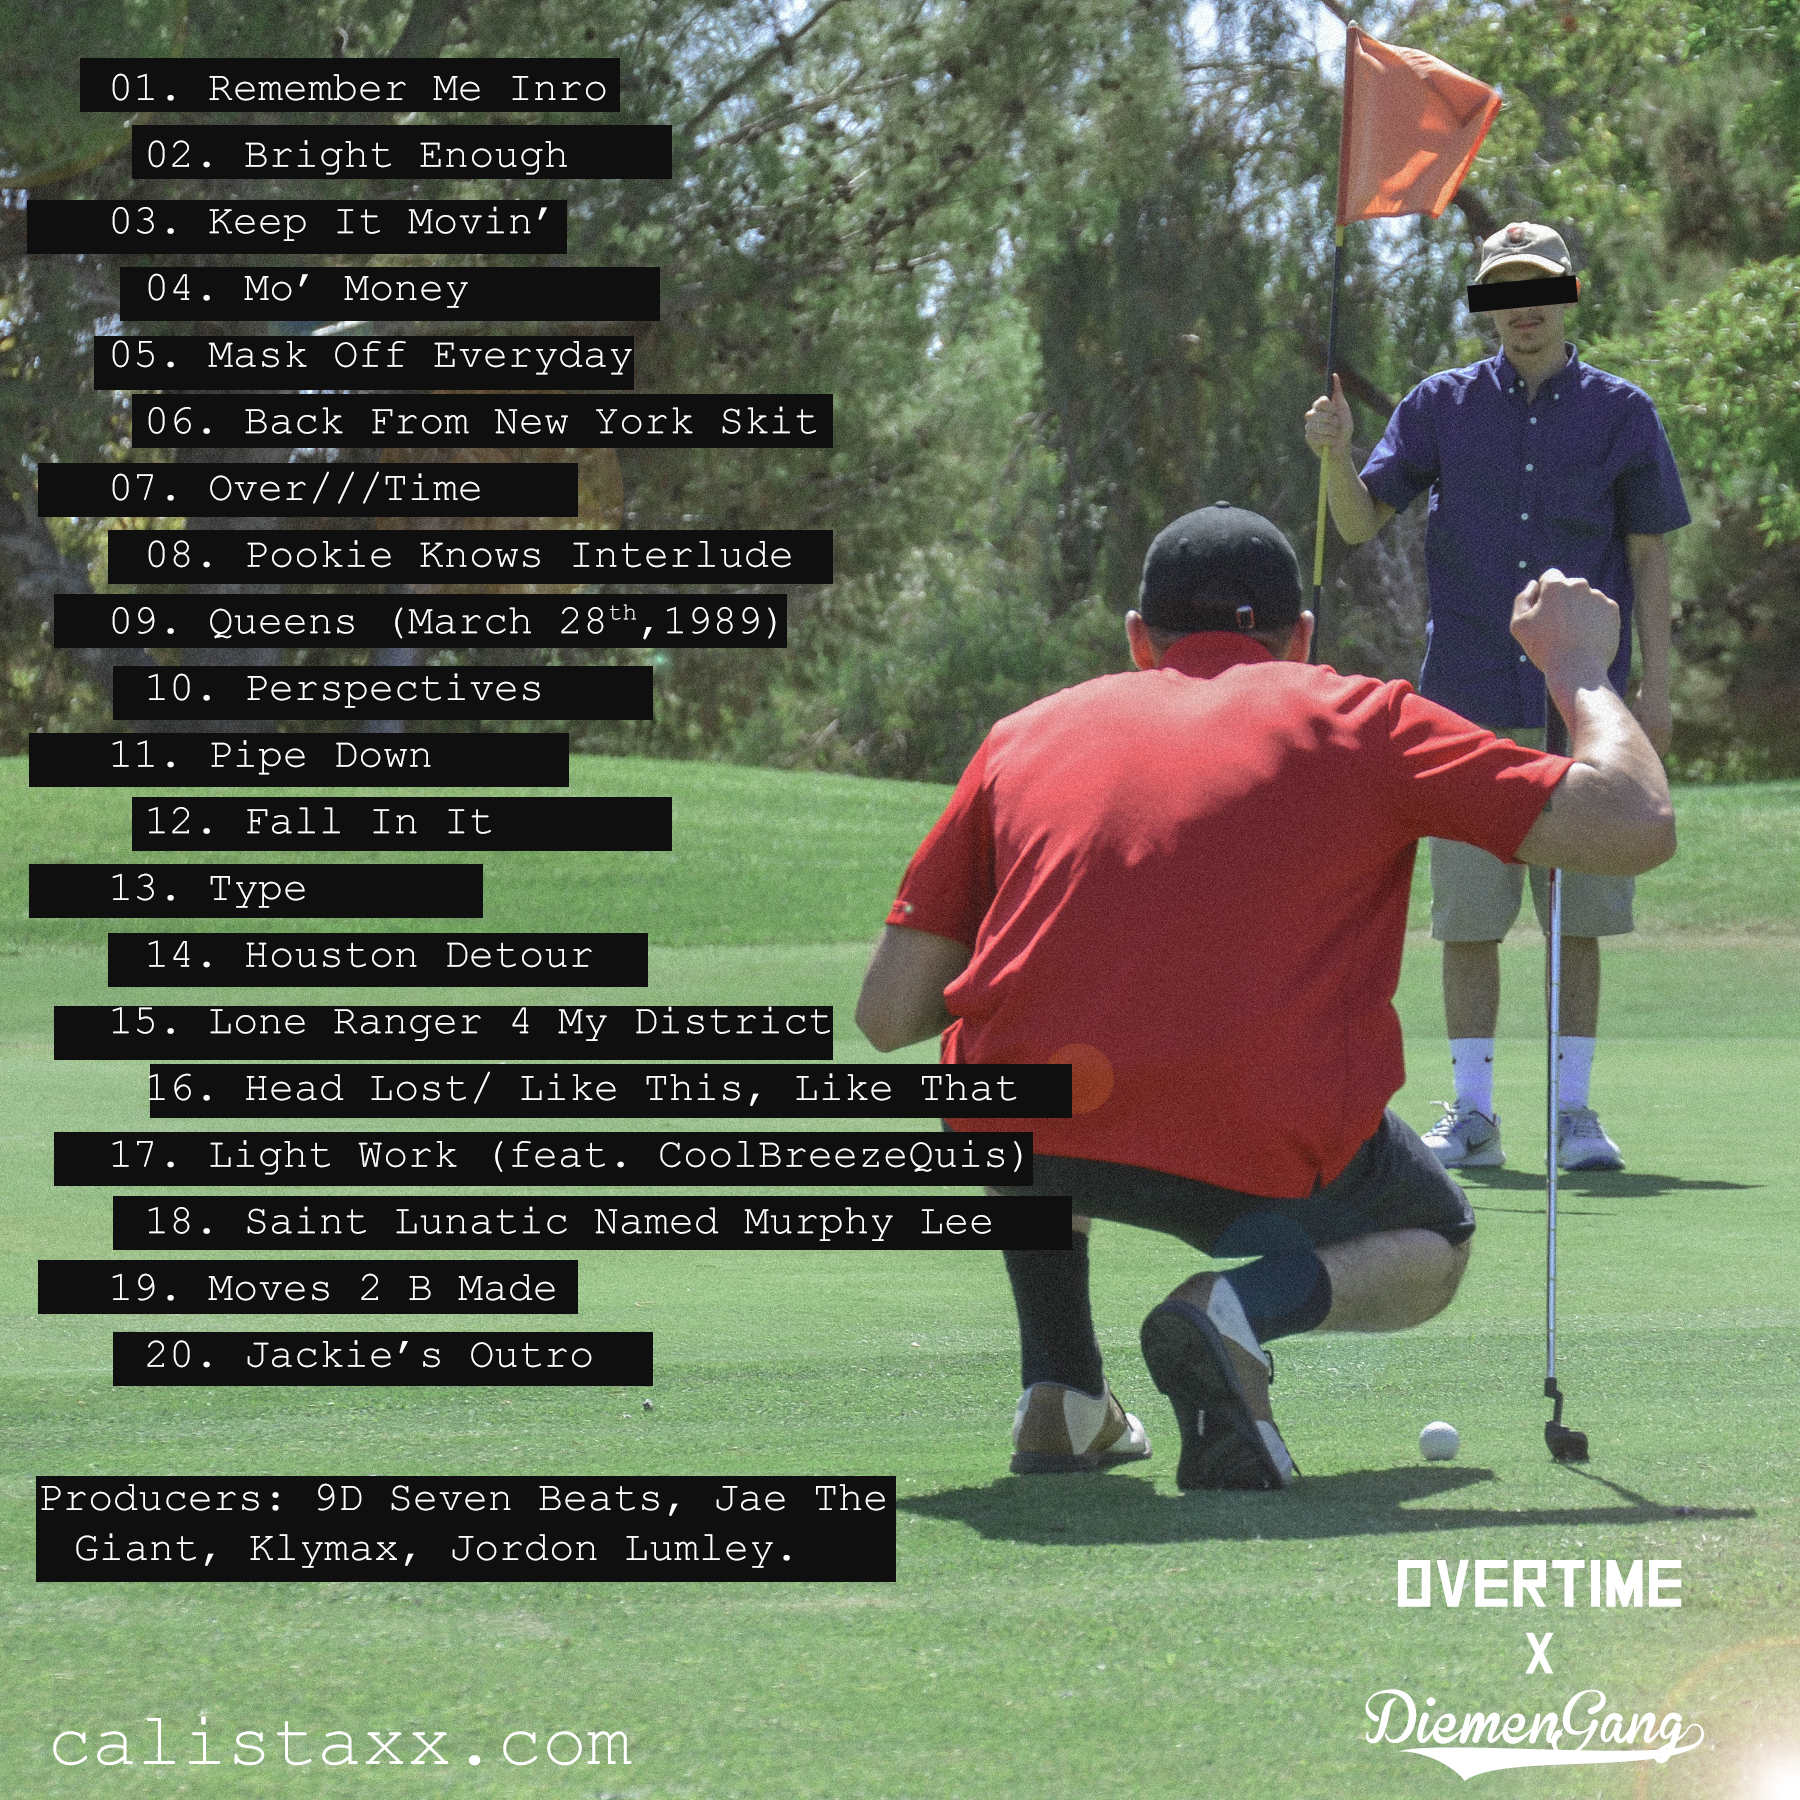 01. Remember Me Inro
02. Bright Enough
03. Keep It Movin’
04. Mo’ Money
05. Mask Off Everyday
06. Back From New York Skit
07. Over///Time
08. Pookie Knows Interlude
09. Queens (March 28th,1989)
10. Perspectives
11. Pipe Down
12. Fall In It
13. Type
14. Houston Detour
15. Lone Ranger 4 My District
16. Head Lost/ Like This, Like That
17. Light Work (feat. CoolBreezeQuis)
18. Saint Lunatic Named Murphy Lee
19. Moves 2 B Made
20. Jackie’s Outro
Producers: 9D Seven Beats, Jae The
Giant, Klymax, Jordon Lumley.
OVERTIME
X
DiemenGang
calistaxx.com